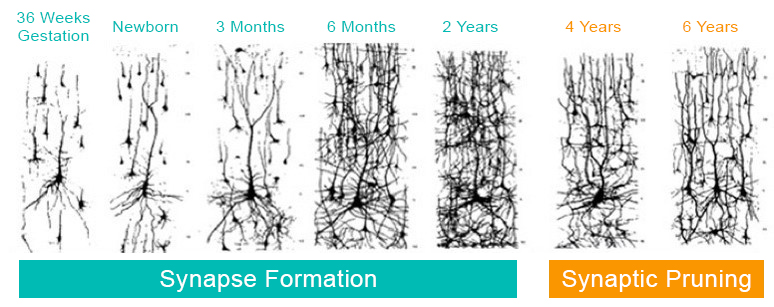 36 Weeks
Gestation
Newborn
3 Months
6 Months
2 Years
4 Years
6 Years
Synapse Formation
Synaptic Pruning